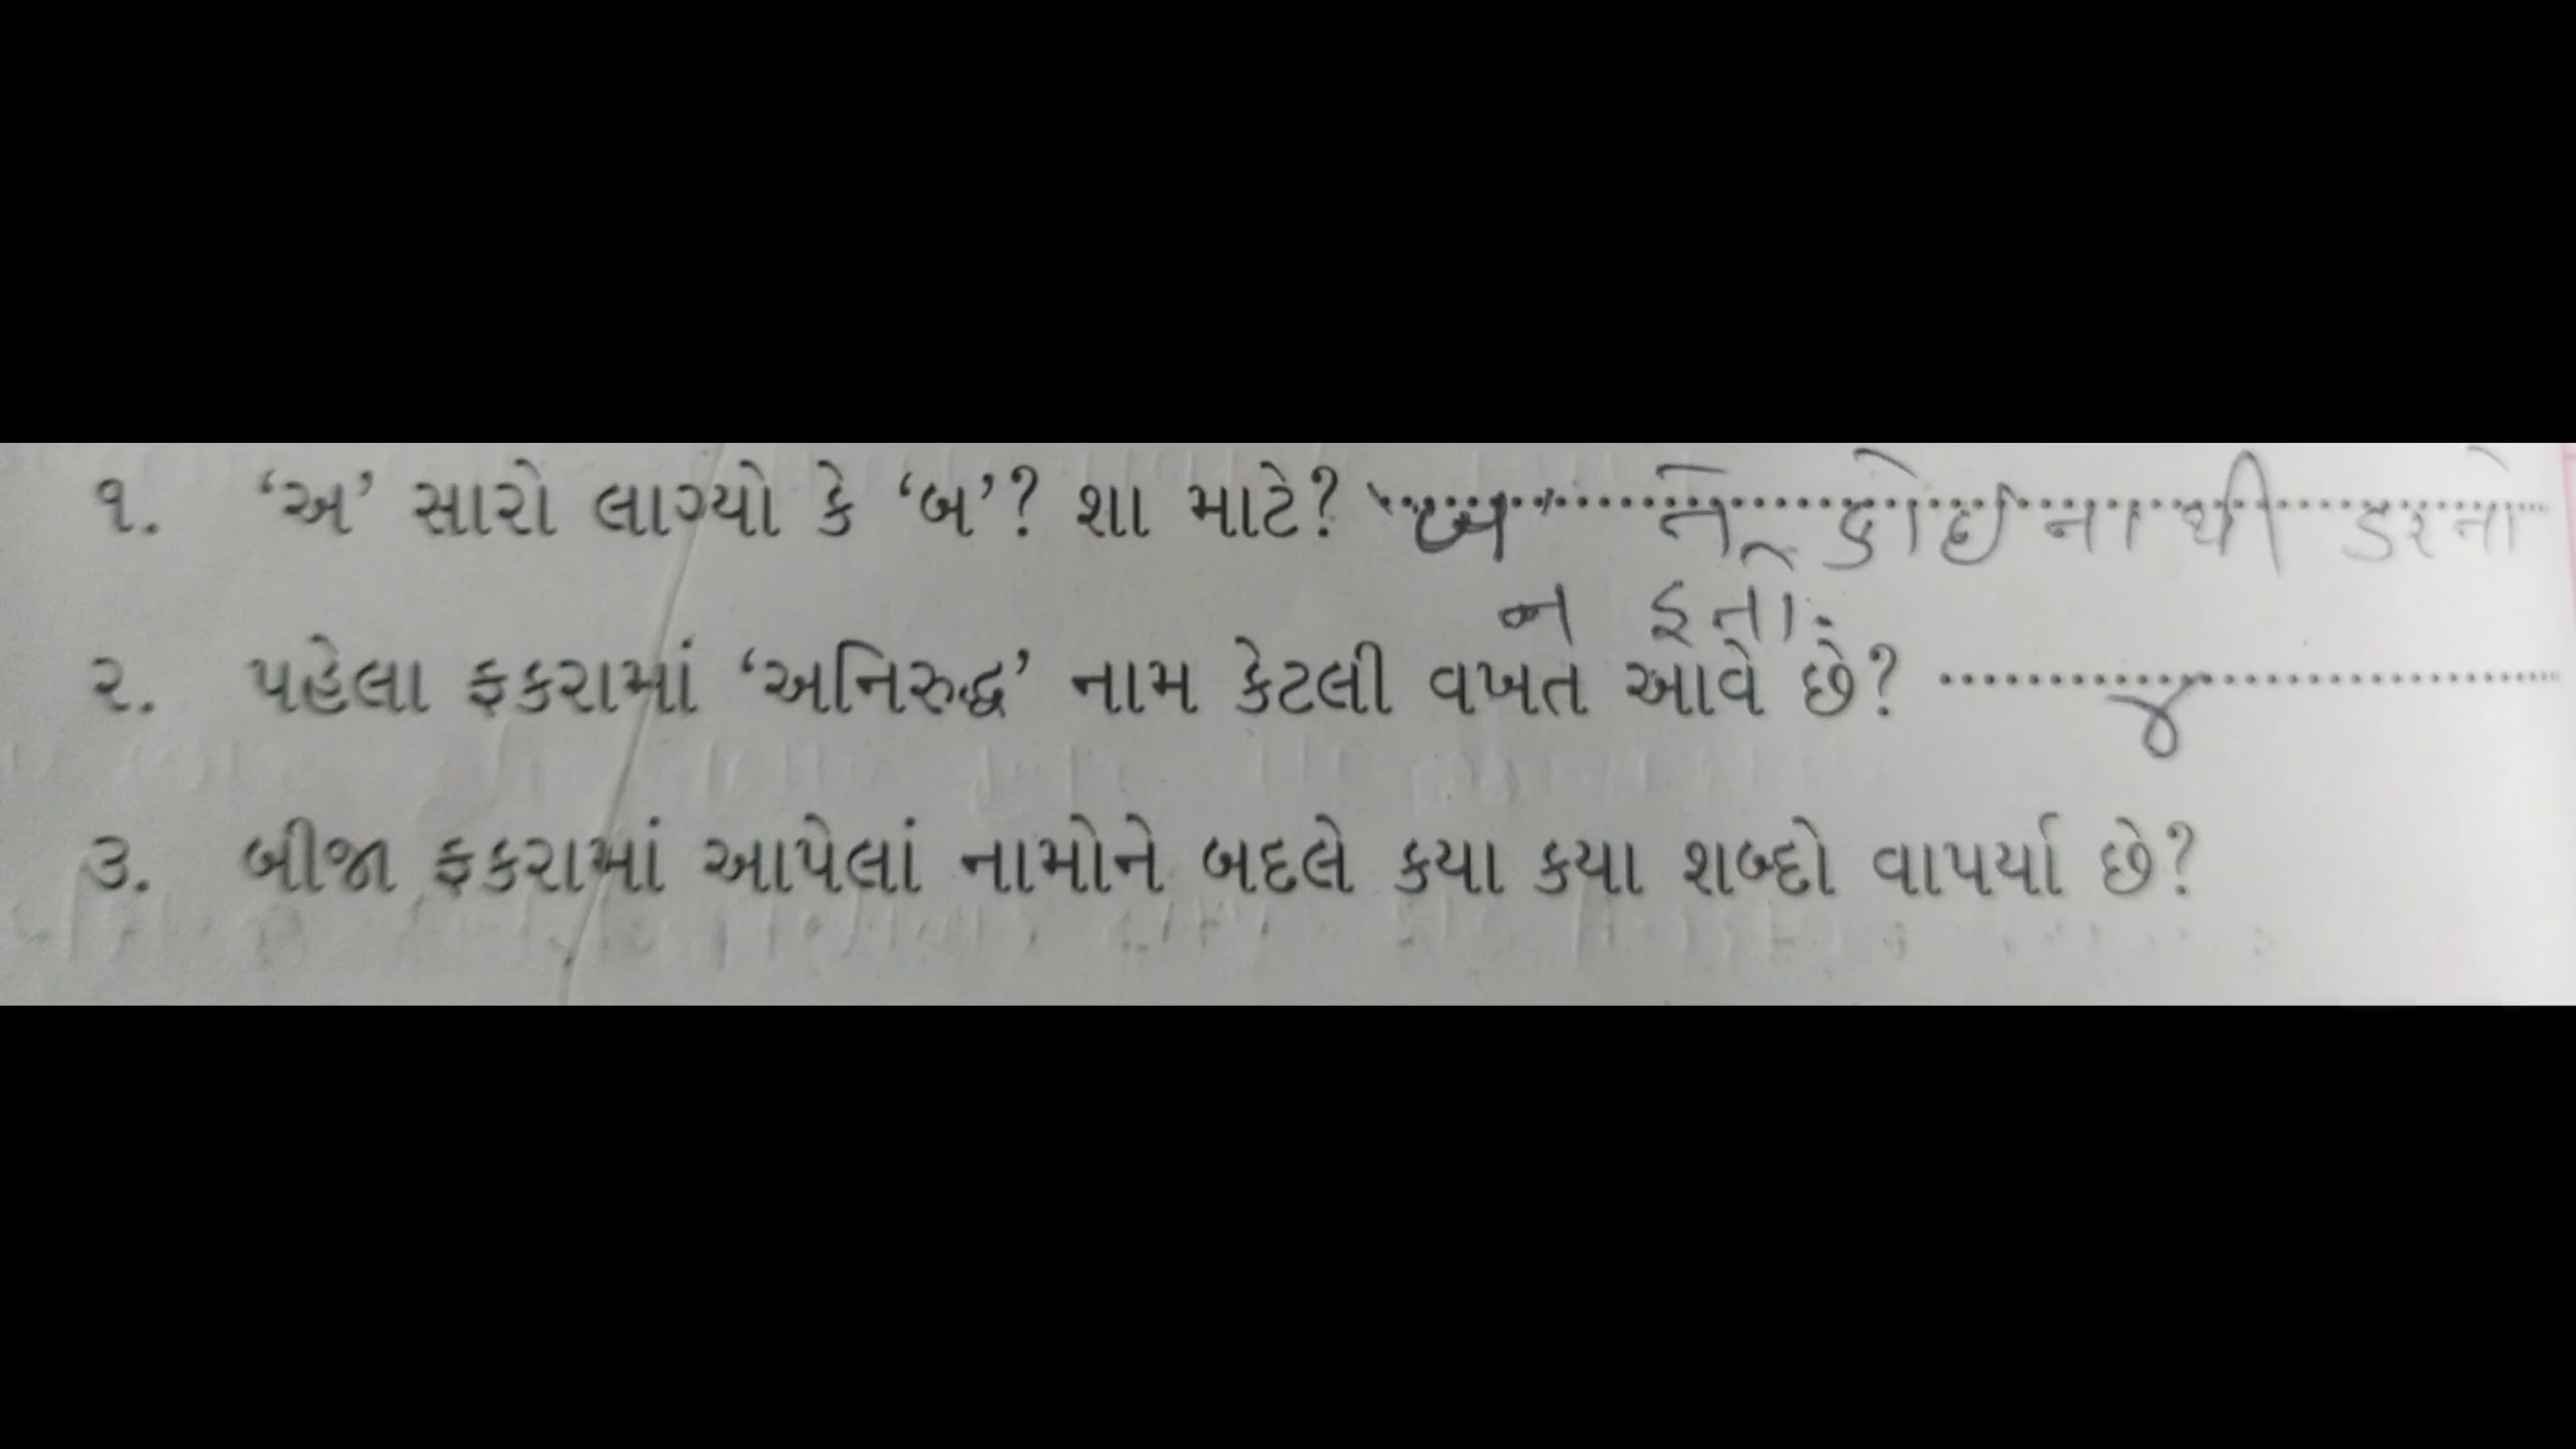 ૧. ‘અ’ સારો લાગ્યો કે ‘બ’? શા માટે? ‘બ’ તે કોઈનાથી ડરતો
ન હતો.
૨. પહેલા ફકરામાં ‘અનિરુદ્ધ’ નામ કેટલી વખત આવે છે? ૪
૩. બીજા ફકરામાં આપેલાં નામોને બદલે કયા કયા શબ્દો વાપર્યા છે?